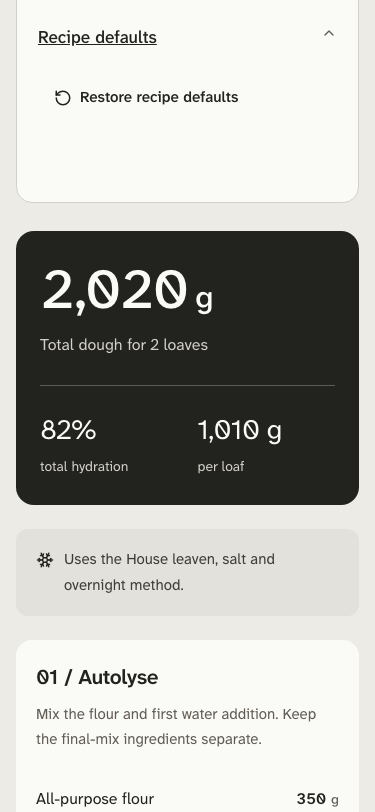 Recipe defaults
Restore recipe defaults
2,020 g
Total dough for 2 loaves
82%
total hydration
1,010 g
per loaf
Uses the House leaven, salt and
overnight method.
01 / Autolyse
Mix the flour and first water addition. Keep
the final-mix ingredients separate.
All-purpose flour 350 g